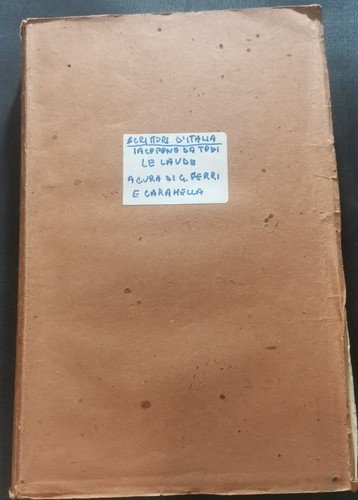 SCRITTORI D'ITALIA
IACOPONE DA TODI
LE LAUDE
A CURA DI G. FERRI
E CARAMELLA